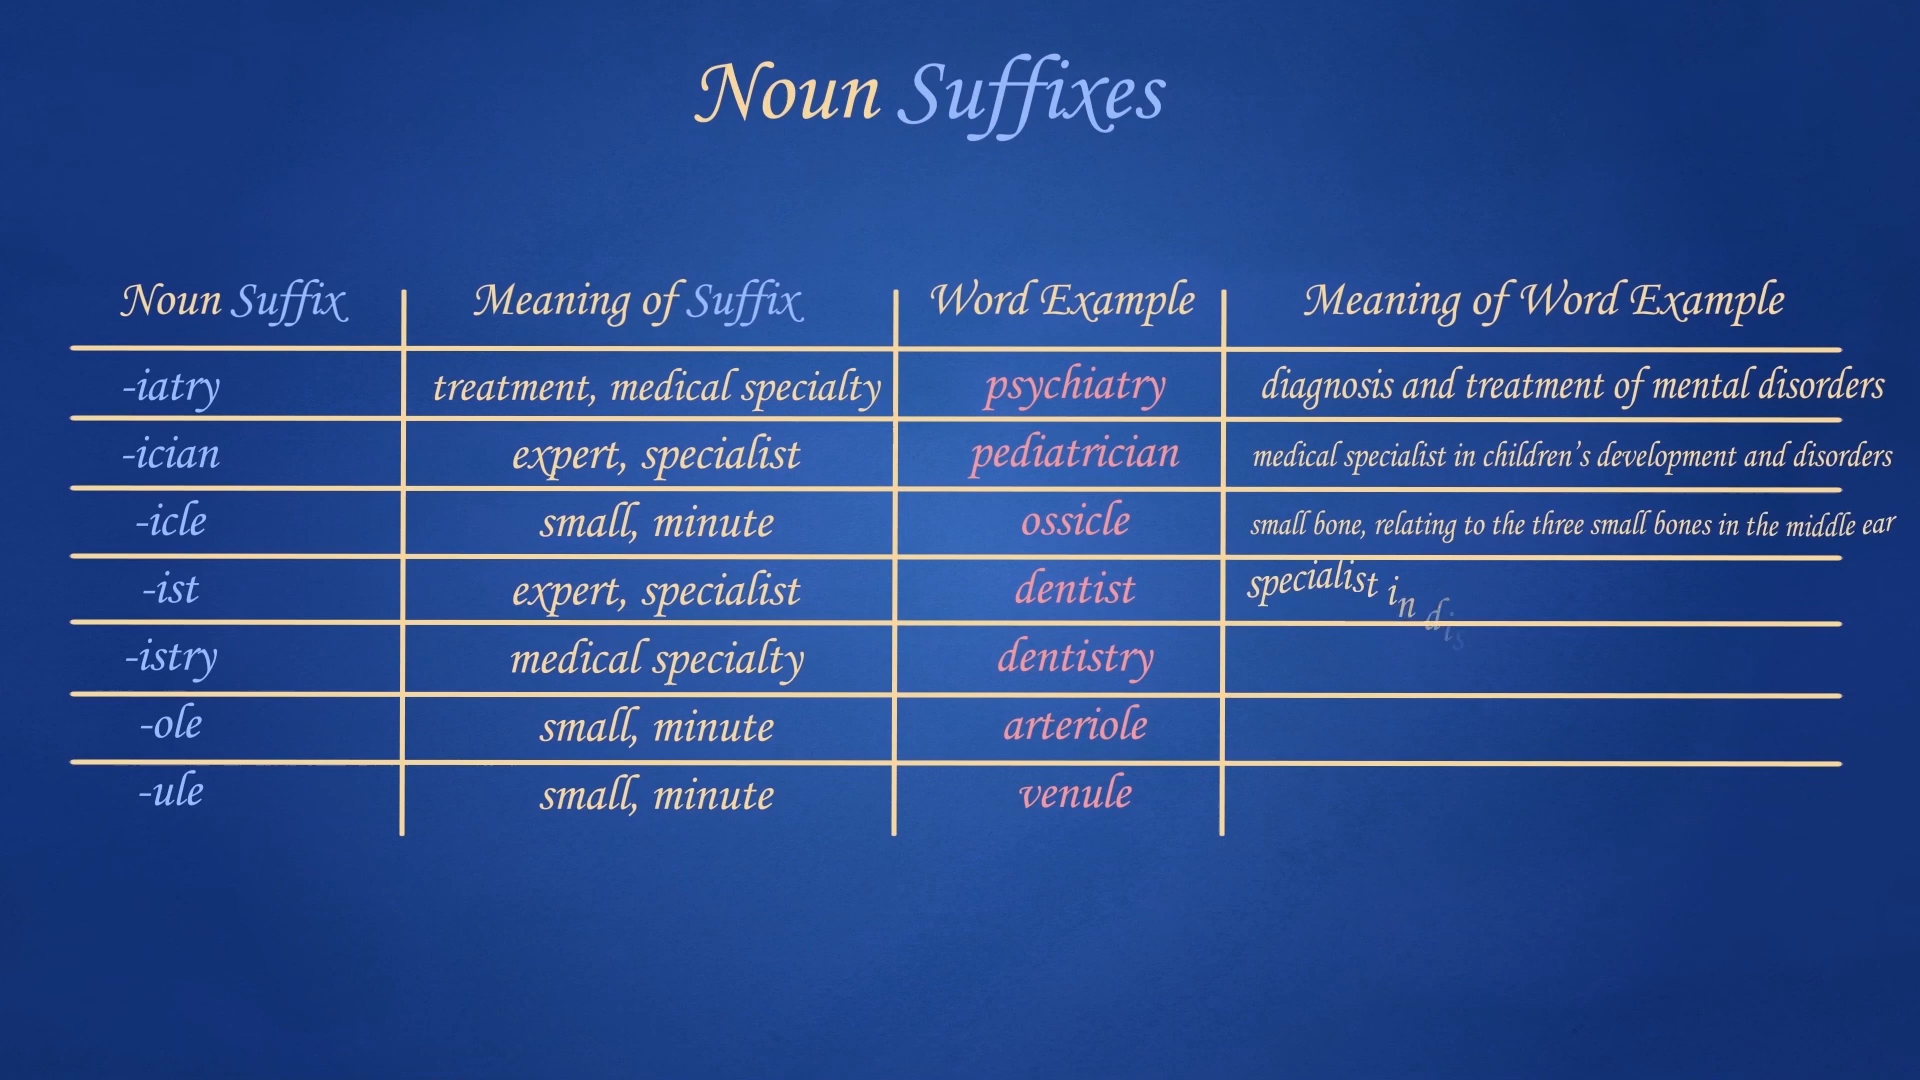 Noun Suffixes
Noun Suffix Meaning of Suffix Word Example Meaning of Word Example
-iatry treatment, medical specialty psychiatry diagnosis and treatment of mental disorders
-ician expert, specialist pediatrician medical specialist in children’s development and disorders
-icle small, minute ossicle small bone, relating to the three small bones in the middle ear
-ist expert, specialist dentist specialist in dis
-istry medical specialty dentistry
-ole small, minute arteriole
-ule small, minute venule